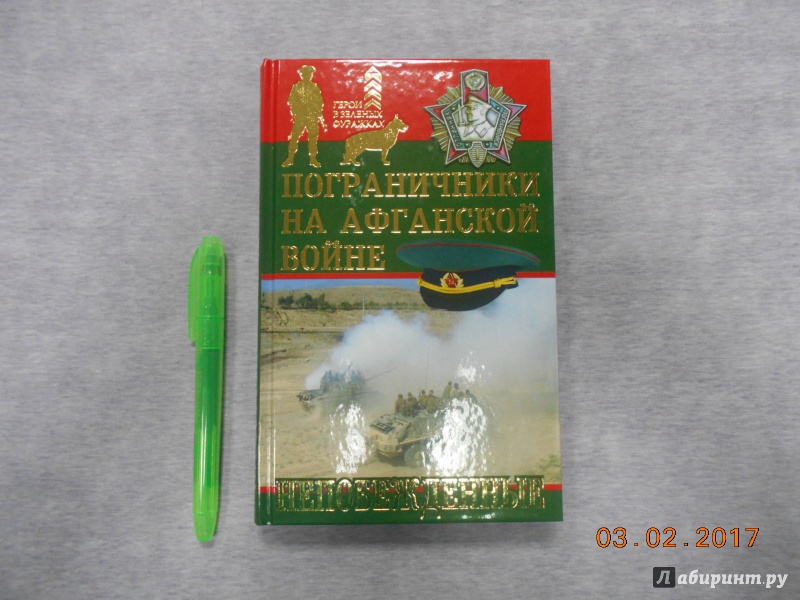 ГЕРОИ
В ЗЕЛЕНЫХ
ФУРАЖКАХ
ПОГРАНИЧНИКИ
НА АФГАНСКОЙ
ВОЙНЕ
НЕПОБЕЖДЕННЫЕ
03.02.2017
Лабиринт.ру